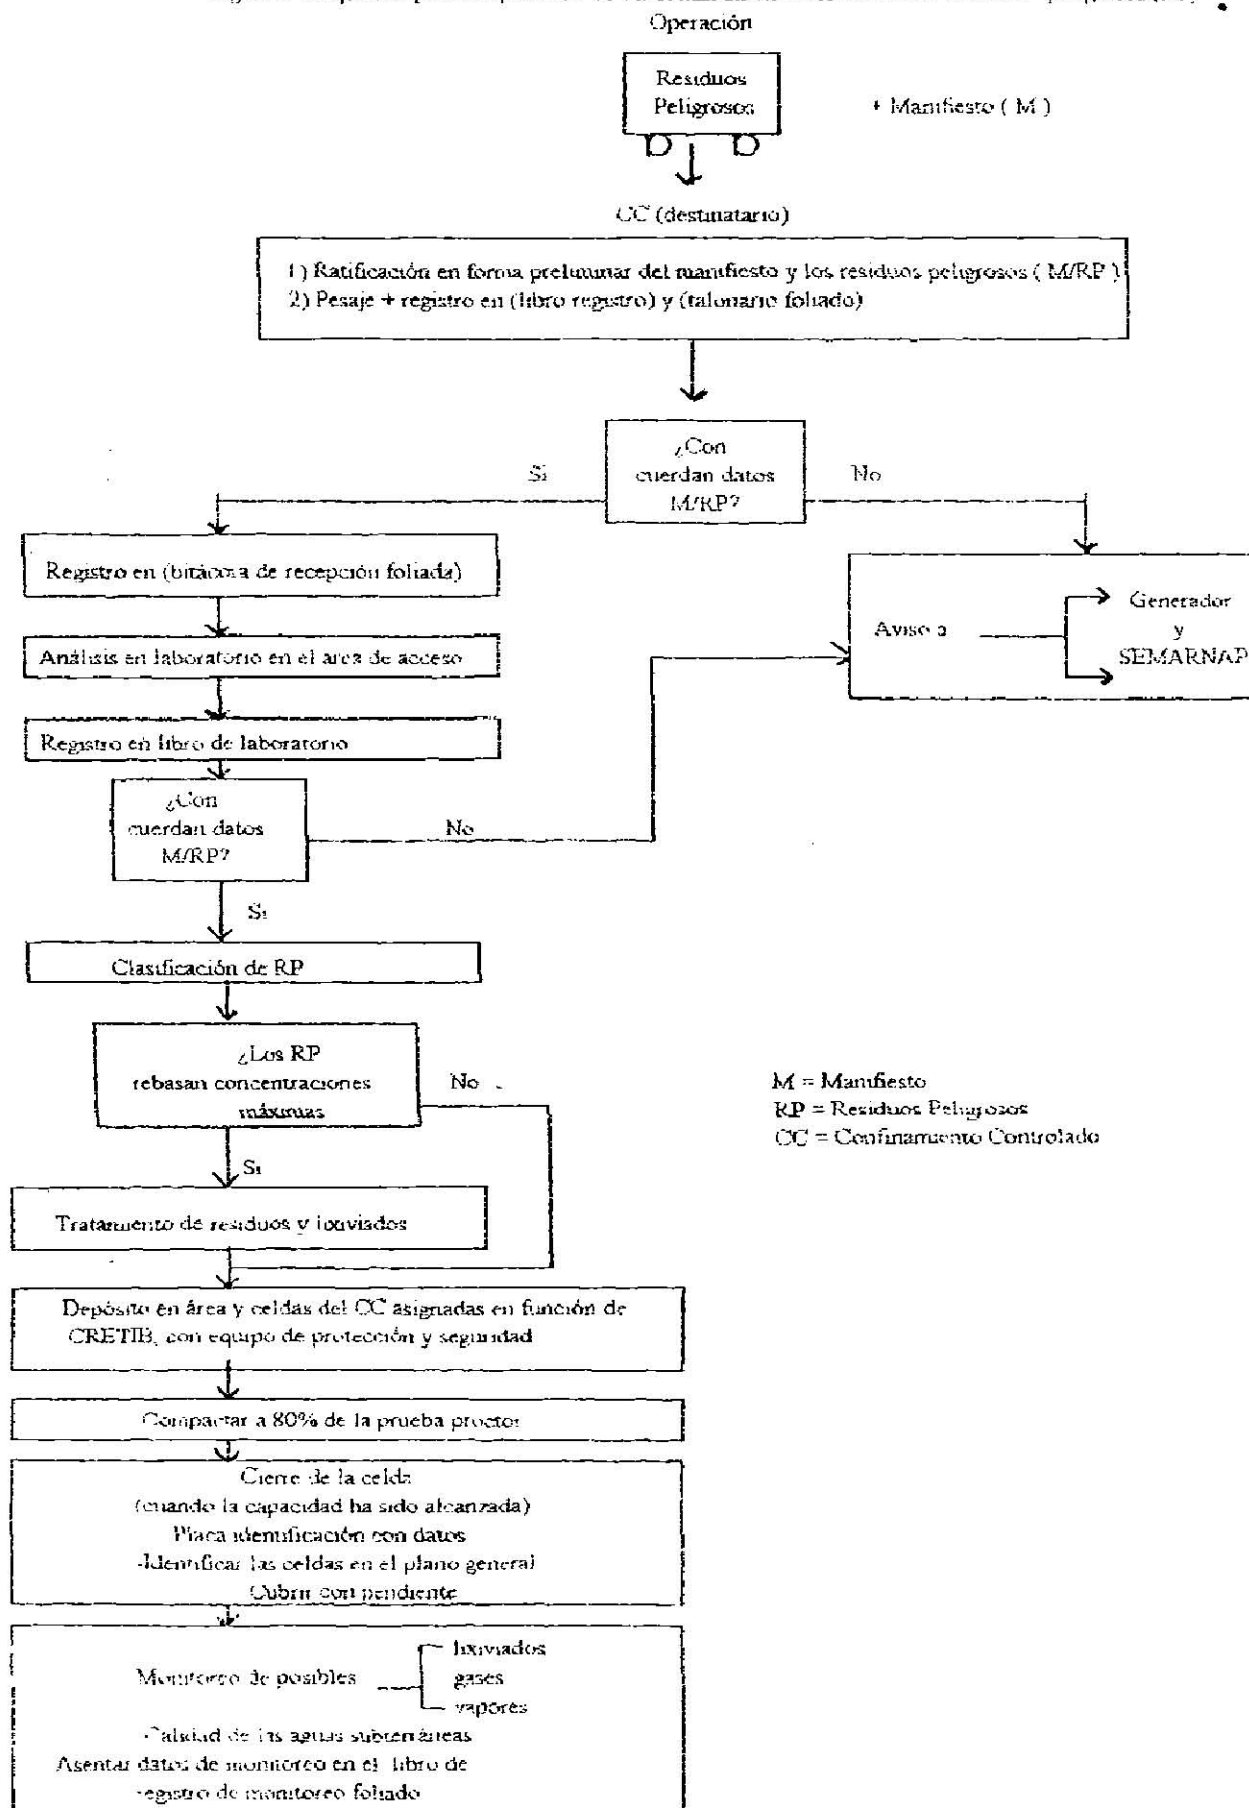 Operación
Residuos
Peligrosos
+ Manifiesto ( M )
CC (destinatario)
1) Ratificación en forma preliminar del manifiesto y los residuos peligrosos ( M/RP )
2) Pesaje + registro en (libro registro) y (talonario foliado)
¿Con
cuerdan datos
M/RP?
Si
No
Registro en (bitácora de recepción foliada)
Aviso a
Generador
y
SEMARNAP
Análisis en laboratorio en el area de acceso
Registro en libro de laboratorio
¿Con
cuerdan datos
M/RP?
No
Si
Clasificación de RP
¿Los RP
rebasan concentraciones
máximas
No
Si
M = Manifiesto
RP = Residuos Peligrosos
CC = Confinamiento Controlado
Tratamiento de residuos y lixiviados
Depósito en área y celdas del CC asignadas en función de
CRETIB, con equipo de protección y seguridad
Compactar a 80% de la prueba proctor
Cierre de la celda
(cuando la capacidad ha sido alcanzada)
Placa identificación con datos
-Identificar las celdas en el plano general
Cubrir con pendiente
Monitoreo de posibles
lixiviados
gases
vapores
-Calidad de las aguas subterráneas
Asentar datos de monitoreo en el libro de
registro de monitoreo foliado